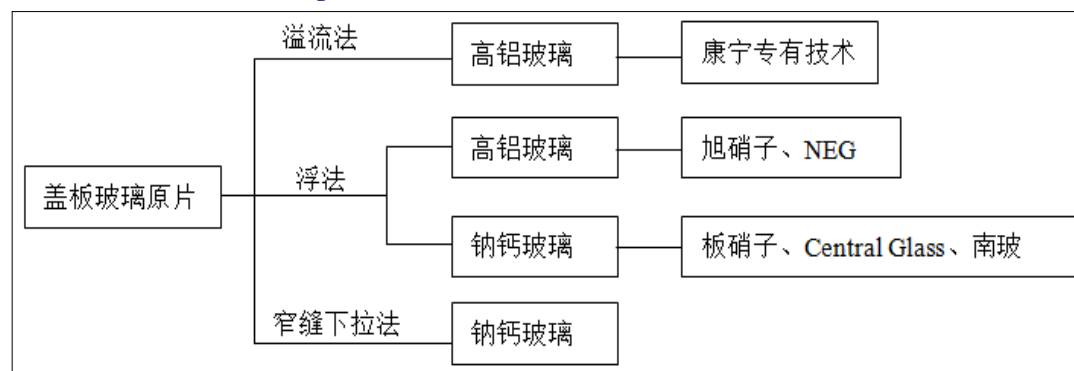 溢流法
高铝玻璃
康宁专有技术
高铝玻璃
旭硝子、NEG
盖板玻璃原片
浮法
钠钙玻璃
板硝子、Central Glass、南玻
窄缝下拉法
钠钙玻璃